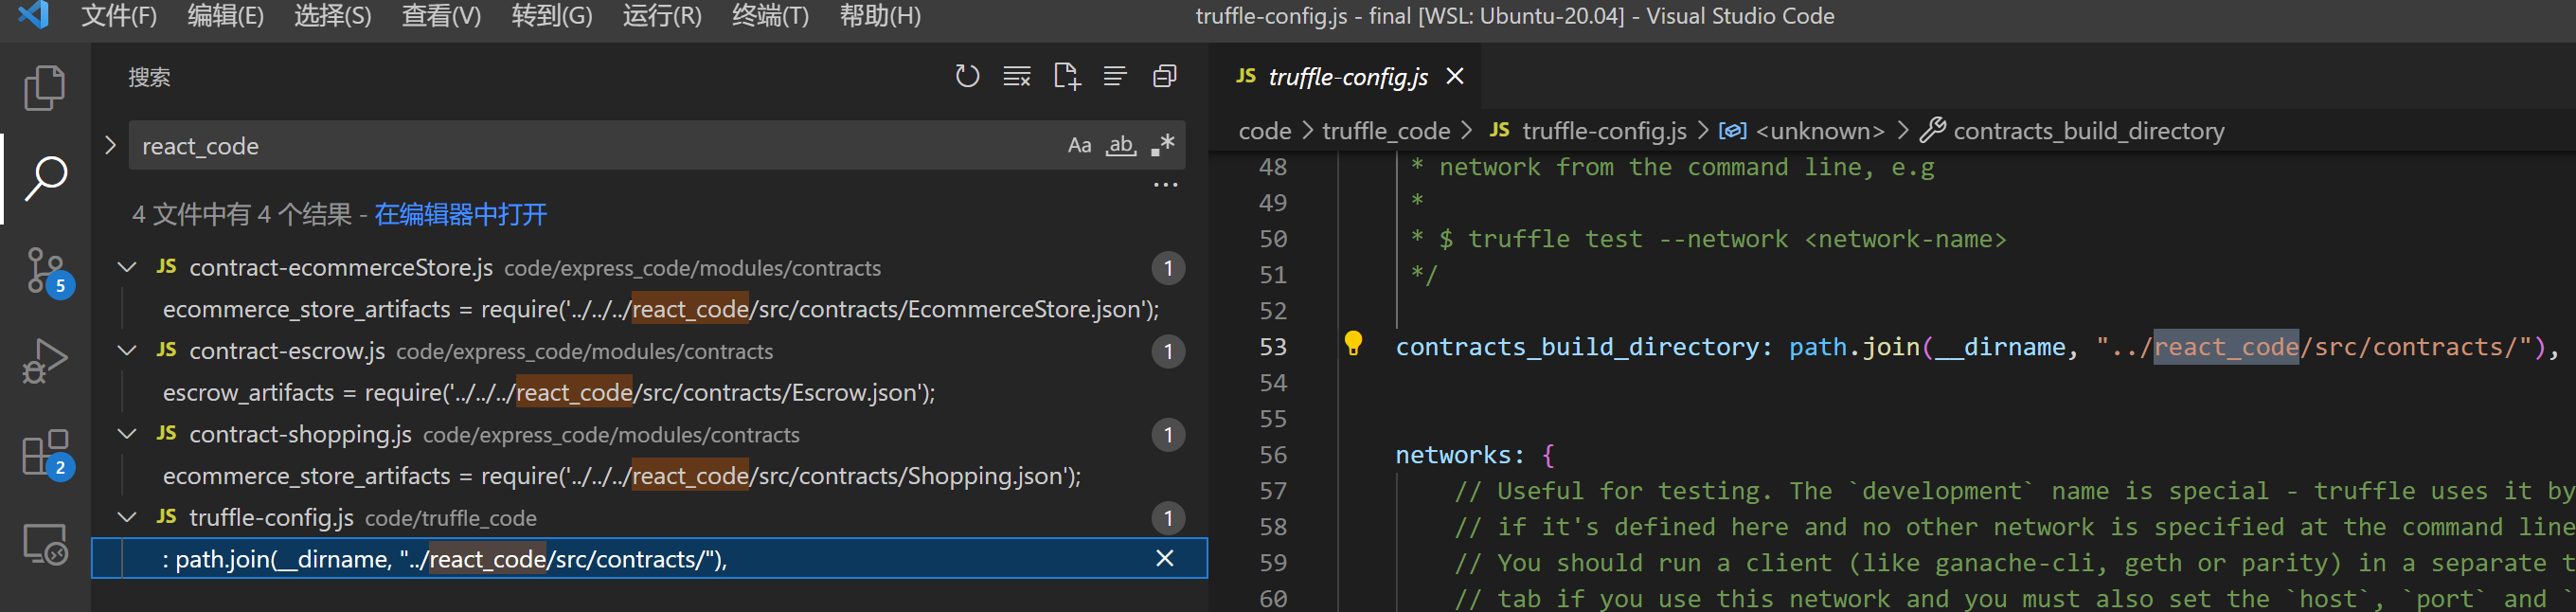 文件(F) 编辑(E) 选择(S) 查看(V) 转到(G) 运行(R) 终端(T) 帮助(H) truffle-config.js - final [WSL: Ubuntu-20.04] - Visual Studio Code
搜索
react_code Aa ab .*
...
4 文件中有 4 个结果 - 在编辑器中打开
JS contract-ecommerceStore.js code/express_code/modules/contracts 1
ecommerce_store_artifacts = require('../../../react_code/src/contracts/EcommerceStore.json');
JS contract-escrow.js code/express_code/modules/contracts 1
escrow_artifacts = require('../../../react_code/src/contracts/Escrow.json');
JS contract-shopping.js code/express_code/modules/contracts 1
ecommerce_store_artifacts = require('../../../react_code/src/contracts/Shopping.json');
JS truffle-config.js code/truffle_code 1
: path.join(__dirname, "../react_code/src/contracts/"),
5
2
JS truffle-config.js
code > truffle_code > JS truffle-config.js > <unknown> > contracts_build_directory
48 * network from the command line, e.g
49 *
50 * $ truffle test --network <network-name>
51 */
52
53 contracts_build_directory: path.join(__dirname, "../react_code/src/contracts/"),
54
55
56 networks: {
57 // Useful for testing. The `development` name is special - truffle uses it by
58 // if it's defined here and no other network is specified at the command line
59 // You should run a client (like ganache-cli, geth or parity) in a separate t
60 // tab if you use this network and you must also set the `host`, `port` and